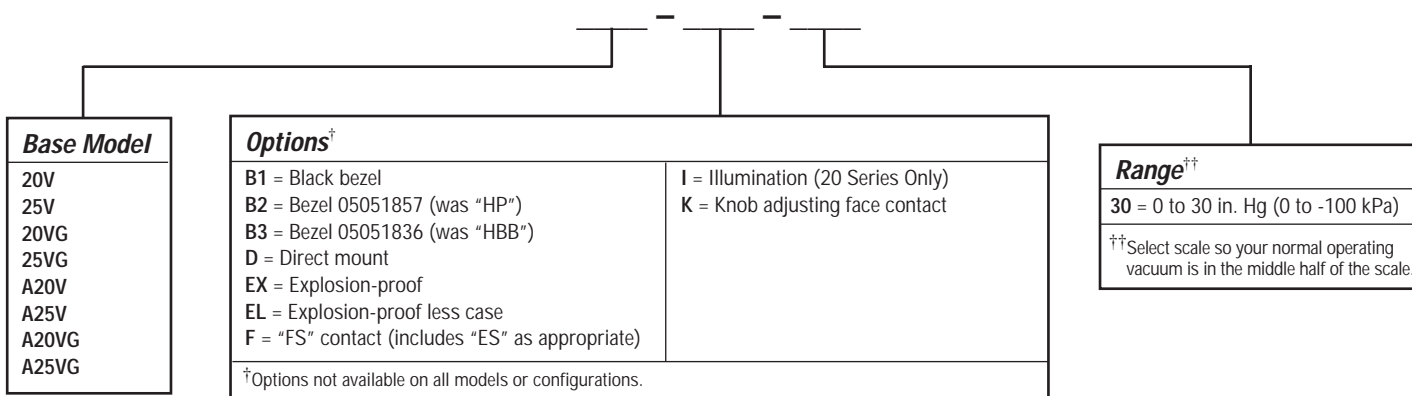 ___ – ___ – ___
Base Model
20V
25V
20VG
25VG
A20V
A25V
A20VG
A25VG
Options†
B1 = Black bezel
B2 = Bezel 05051857 (was “HP”)
B3 = Bezel 05051836 (was “HBB”)
D = Direct mount
EX = Explosion-proof
EL = Explosion-proof less case
F = “FS” contact (includes “ES” as appropriate)
I = Illumination (20 Series Only)
K = Knob adjusting face contact
†Options not available on all models or configurations.
Range††
30 = 0 to 30 in. Hg (0 to -100 kPa)
††Select scale so your normal operating
vacuum is in the middle half of the scale.